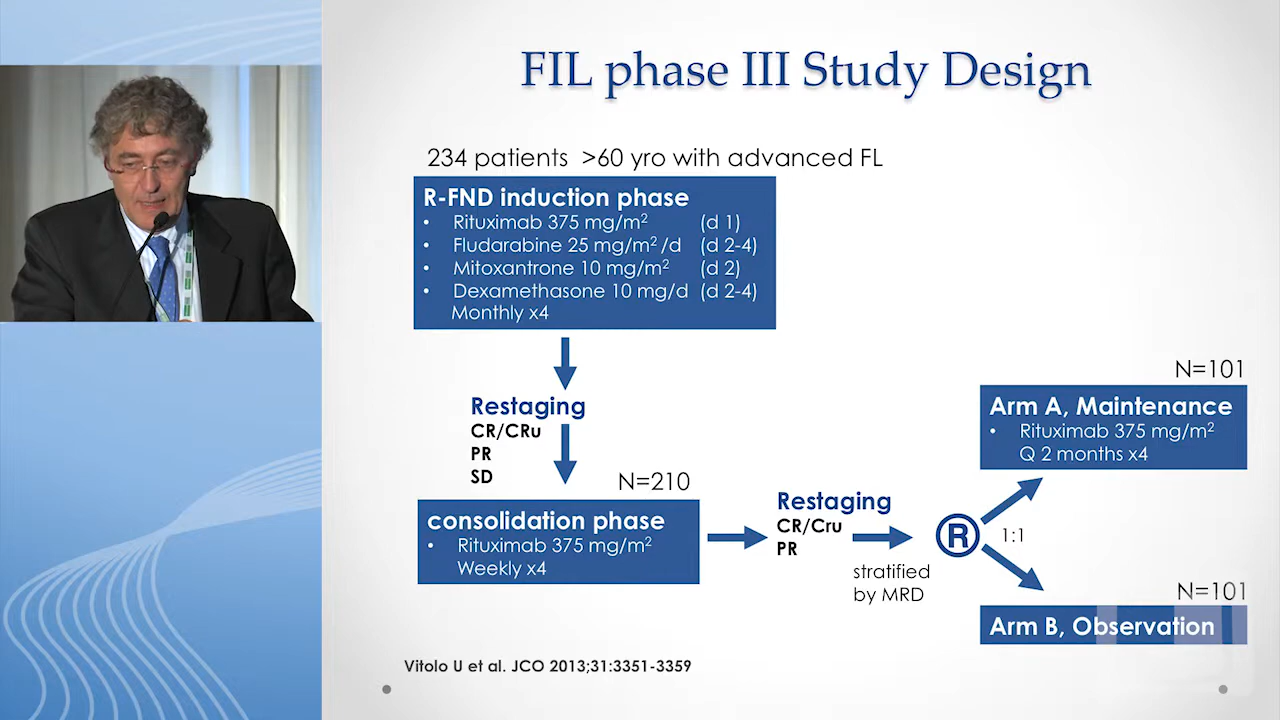 FIL phase III Study Design
234 patients >60 yro with advanced FL
R-FND induction phase
• Rituximab 375 mg/m² (d 1)
• Fludarabine 25 mg/m² /d (d 2-4)
• Mitoxantrone 10 mg/m² (d 2)
• Dexamethasone 10 mg/d (d 2-4)
Monthly x4
Restaging
CR/CRu
PR
SD
N=210
consolidation phase
• Rituximab 375 mg/m²
Weekly x4
Restaging
CR/Cru
PR
stratified
by MRD
R
1:1
N=101
Arm A, Maintenance
• Rituximab 375 mg/m²
Q 2 months x4
N=101
Arm B, Observation
Vitolo U et al. JCO 2013;31:3351-3359